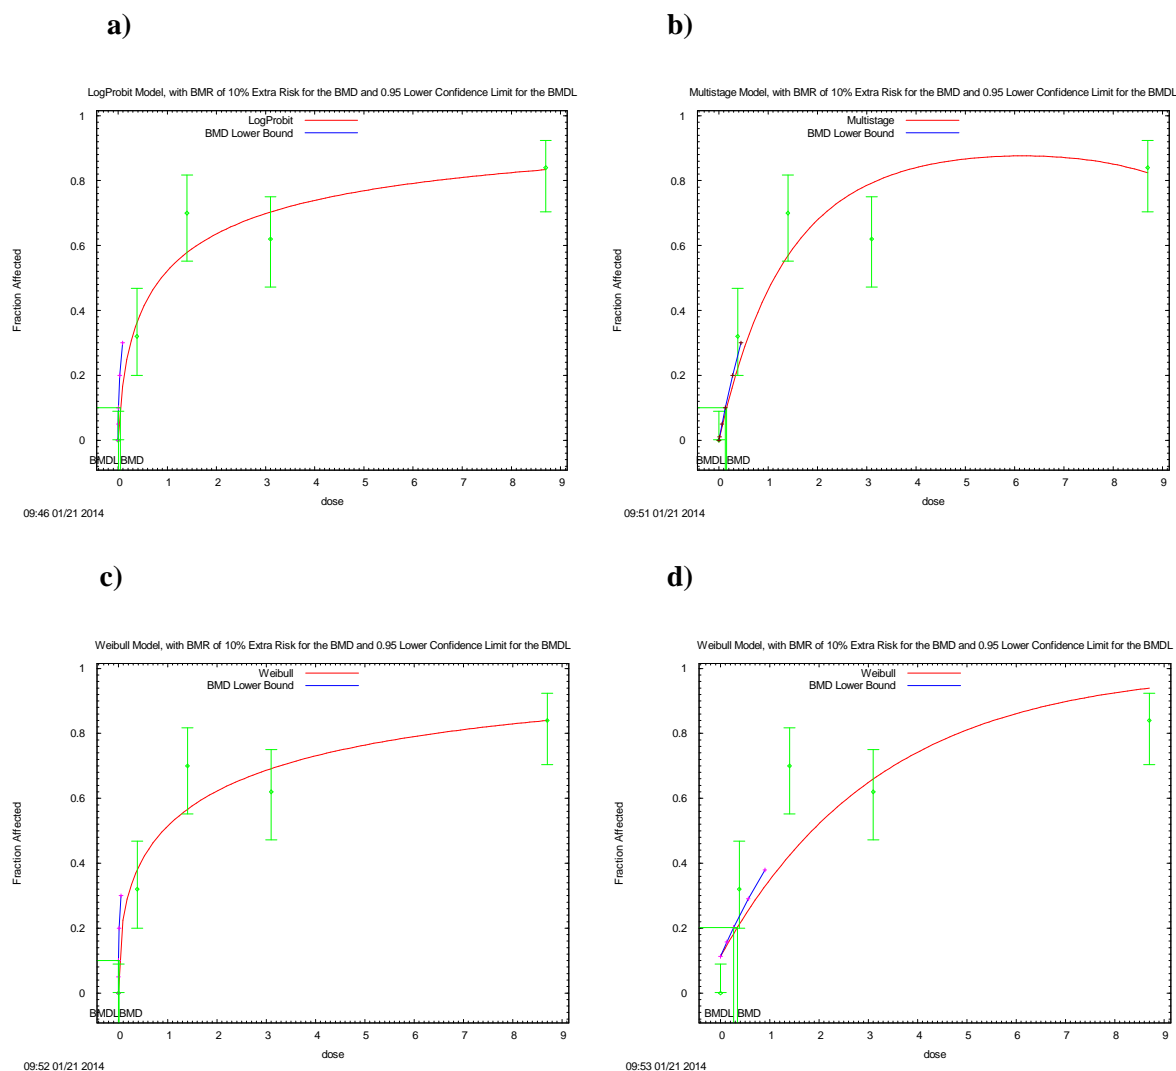 a)
LogProbit Model, with BMR of 10% Extra Risk for the BMD and 0.95 Lower Confidence Limit for the BMDL
LogProbit
BMD Lower Bound
1
0.8
0.6
0.4
0.2
0
Fraction Affected
BMDL BMD
0 1 2 3 4 5 6 7 8 9
dose
09:46 01/21 2014
b)
Multistage Model, with BMR of 10% Extra Risk for the BMD and 0.95 Lower Confidence Limit for the BMDL
Multistage
BMD Lower Bound
1
0.8
0.6
0.4
0.2
0
Fraction Affected
BMDL BMD
0 1 2 3 4 5 6 7 8 9
dose
09:51 01/21 2014
c)
Weibull Model, with BMR of 10% Extra Risk for the BMD and 0.95 Lower Confidence Limit for the BMDL
Weibull
BMD Lower Bound
1
0.8
0.6
0.4
0.2
0
Fraction Affected
BMDL BMD
0 1 2 3 4 5 6 7 8 9
dose
09:52 01/21 2014
d)
Weibull Model, with BMR of 10% Extra Risk for the BMD and 0.95 Lower Confidence Limit for the BMDL
Weibull
BMD Lower Bound
1
0.8
0.6
0.4
0.2
0
Fraction Affected
BMDL BMD
0 1 2 3 4 5 6 7 8 9
dose
09:53 01/21 2014